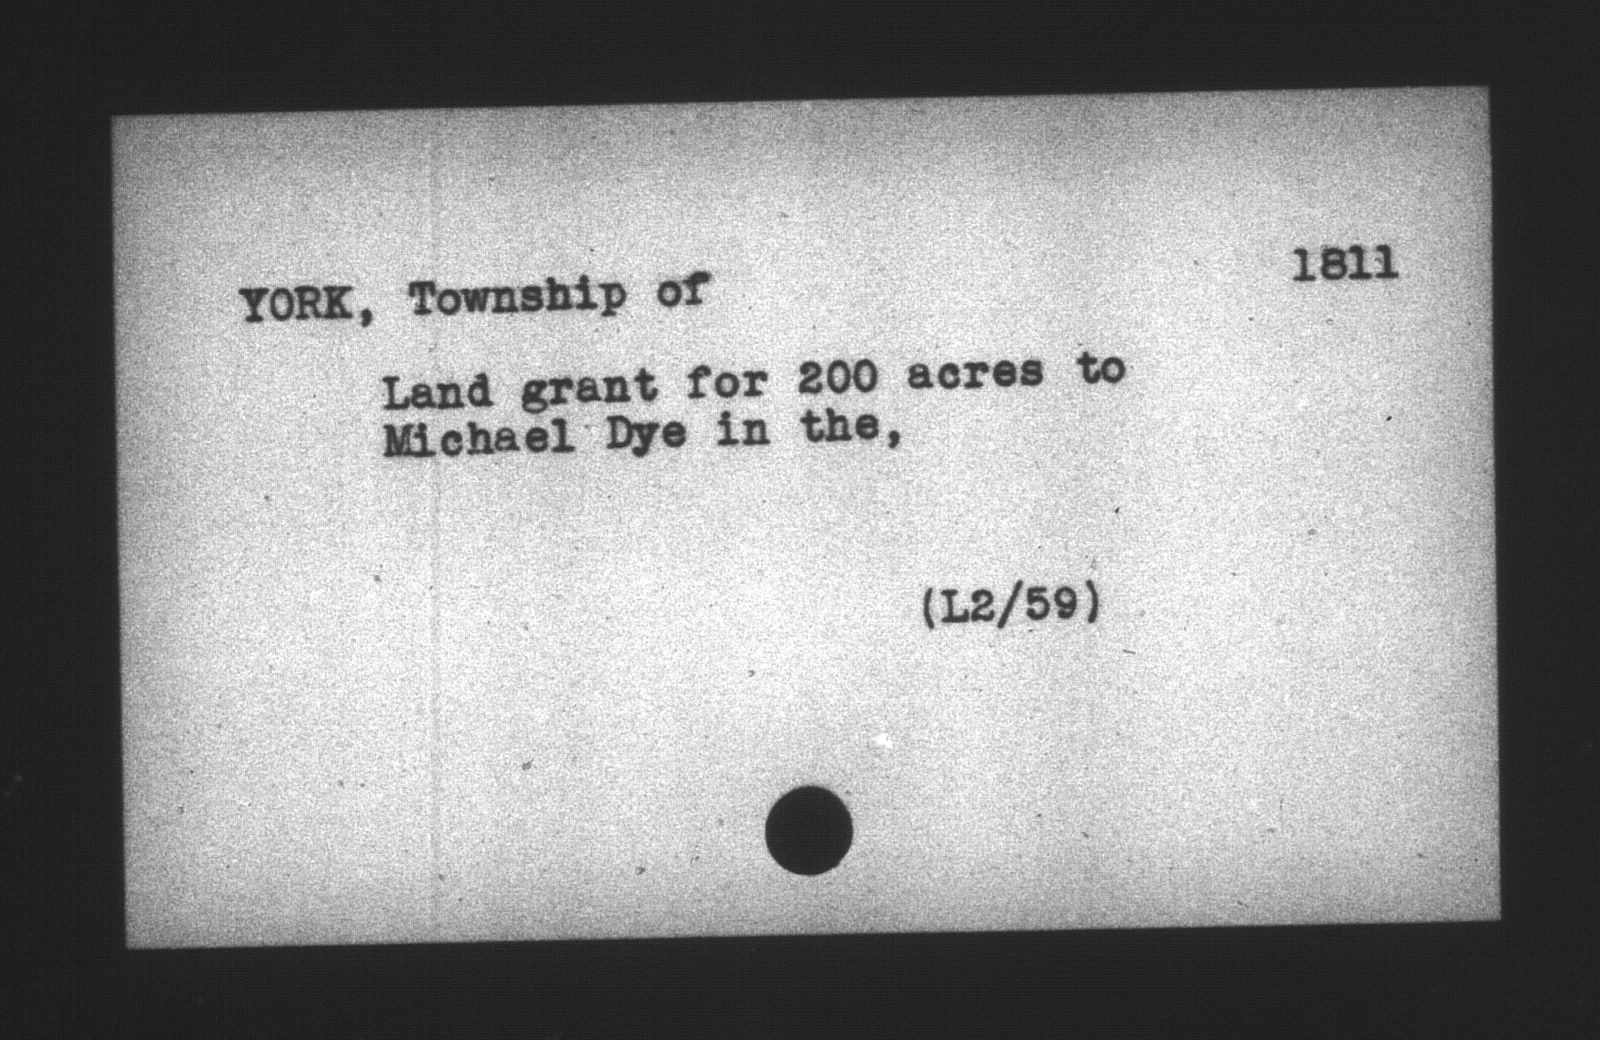 YORK, Township of 1811
Land grant for 200 acres to
Michael Dye in the,
(L2/59)